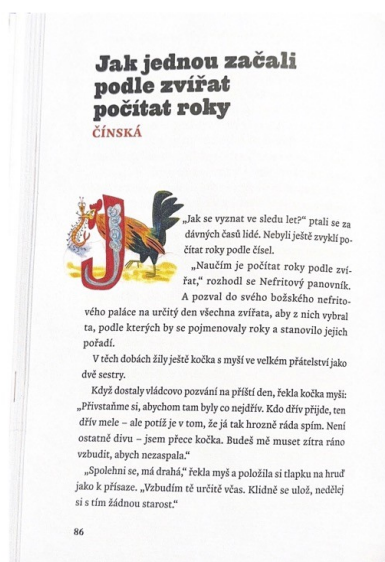 Jak jednou začali
podle zvířat
počítat roky
ČÍNSKÁ
J
„Jak se vyznat ve sledu let?“ ptali se za
dávných časů lidé. Nebyli ještě zvyklí po-
čítat roky podle čísel.
„Naučím je počítat roky podle zví-
řat,“ rozhodl se Nefritový panovník.
A pozval do svého božského nefrito-
vého paláce na určitý den všechna zvířata, aby z nich vybral
ta, podle kterých by se pojmenovaly roky a stanovilo jejich
pořadí.
V těch dobách žily ještě kočka s myší ve velkém přátelství jako
dvě sestry.
Když dostaly vládcovo pozvání na příští den, řekla kočka myši:
„Přivstaňme si, abychom tam byly co nejdřív. Kdo dřív přijde, ten
dřív mele – ale potíž je v tom, že já tak hrozně ráda spím. Není
ostatně divu – jsem přece kočka. Budeš mě muset zítra ráno
vzbudit, abych nezaspala.“
„Spolehni se, má drahá,“ řekla myš a položila si tlapku na hruď
jako k přísaze. „Vzbudím tě určitě včas. Klidně se ulož, nedělej
si s tím žádnou starost.“
86